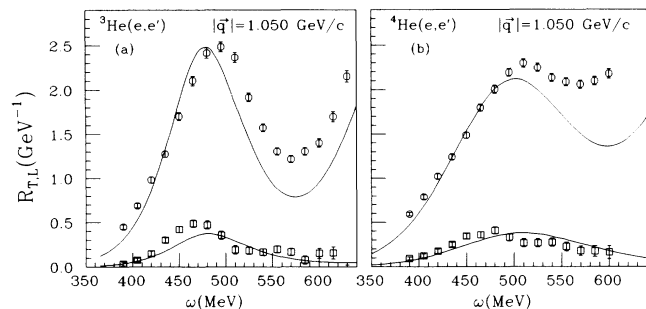 ³He(e,e′) |q⃗|=1.050 GeV/c
(a)
⁴He(e,e′) |q⃗|=1.050 GeV/c
(b)
R_T,L(GeV⁻¹)
2.5
2.0
1.5
1.0
0.5
0.0
350 400 450 500 550 600
350 400 450 500 550 600
ω(MeV)
ω(MeV)